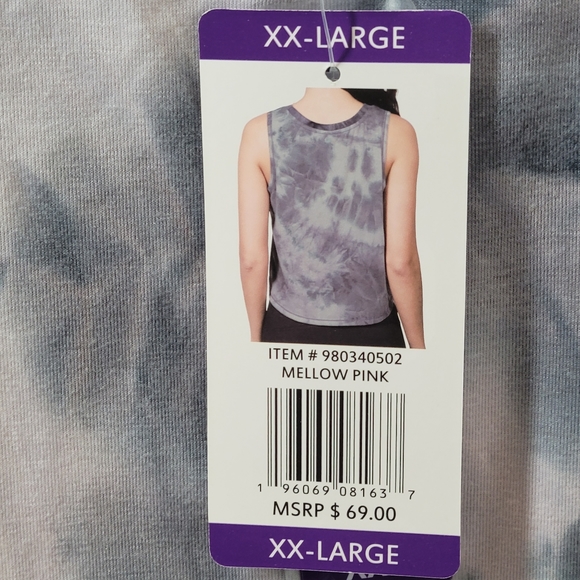 XX-LARGE
ITEM # 980340502
MELLOW PINK
1 96069 08163 7
MSRP $ 69.00
XX-LARGE